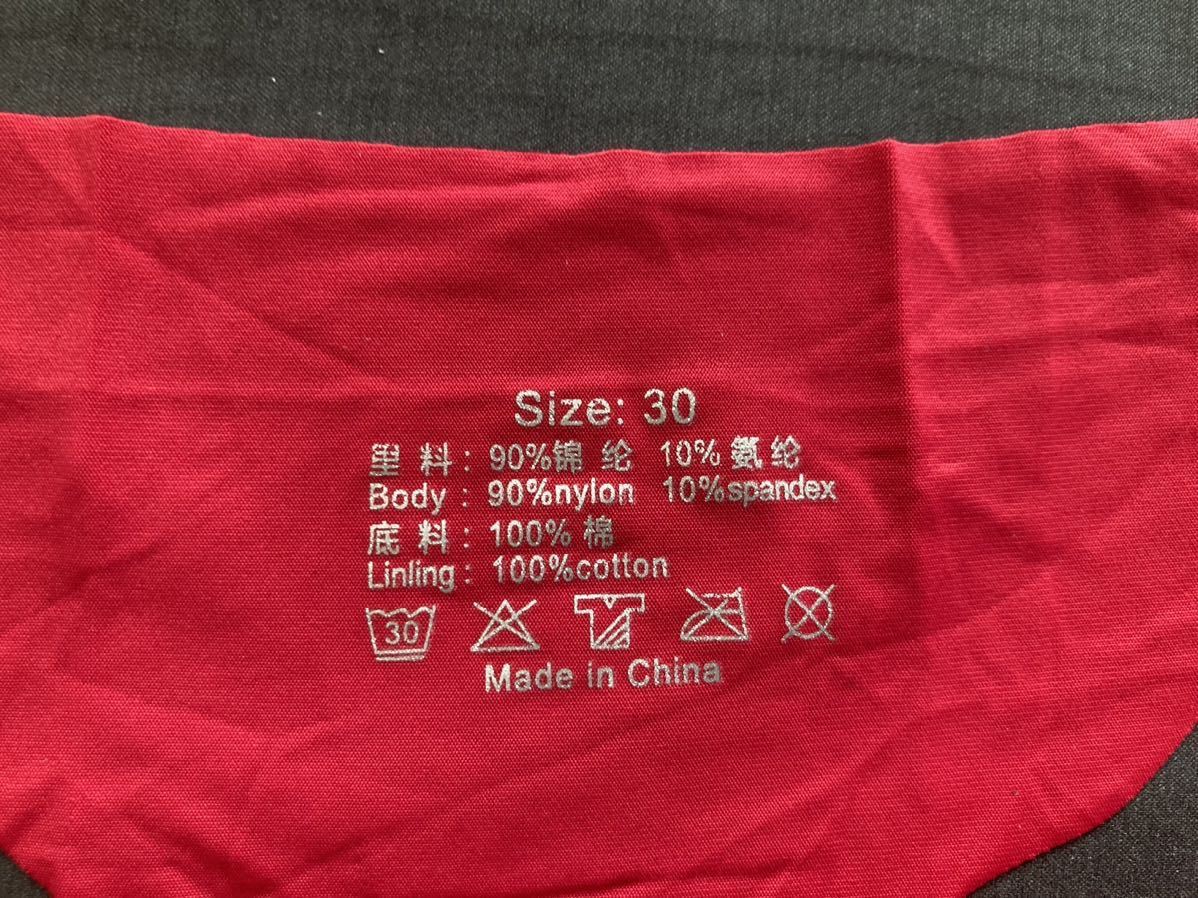 Size: 30
里料: 90%锦纶 10%氨纶
Body: 90%nylon 10%spandex
底料: 100%棉
Linling: 100%cotton
30
Made in China